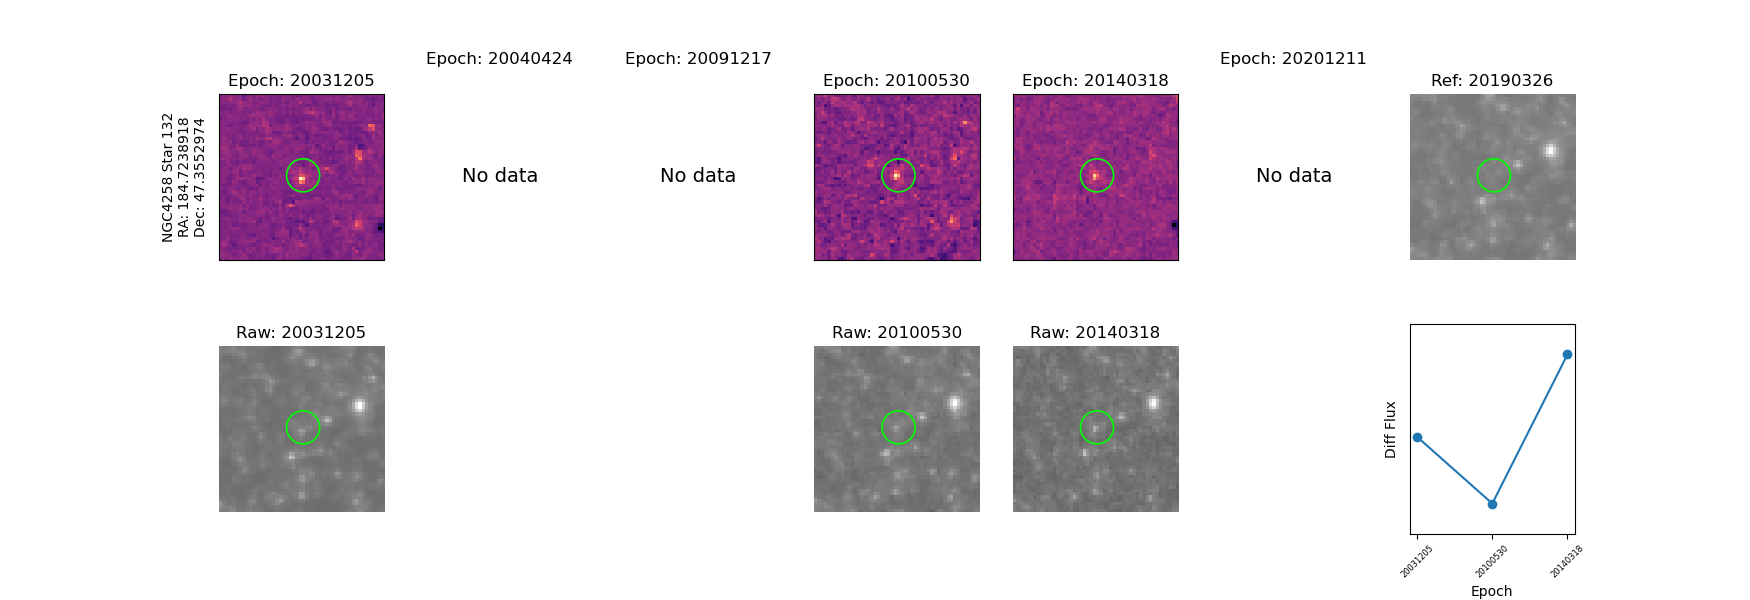 Epoch: 20040424
Epoch: 20091217
Epoch: 20201211
Epoch: 20031205
Epoch: 20100530
Epoch: 20140318
Ref: 20190326
NGC4258 Star 132
RA: 184.7238918
Dec: 47.3552974
No data
No data
No data
Raw: 20031205
Raw: 20100530
Raw: 20140318
Diff Flux
20031205
20100530
20140318
Epoch